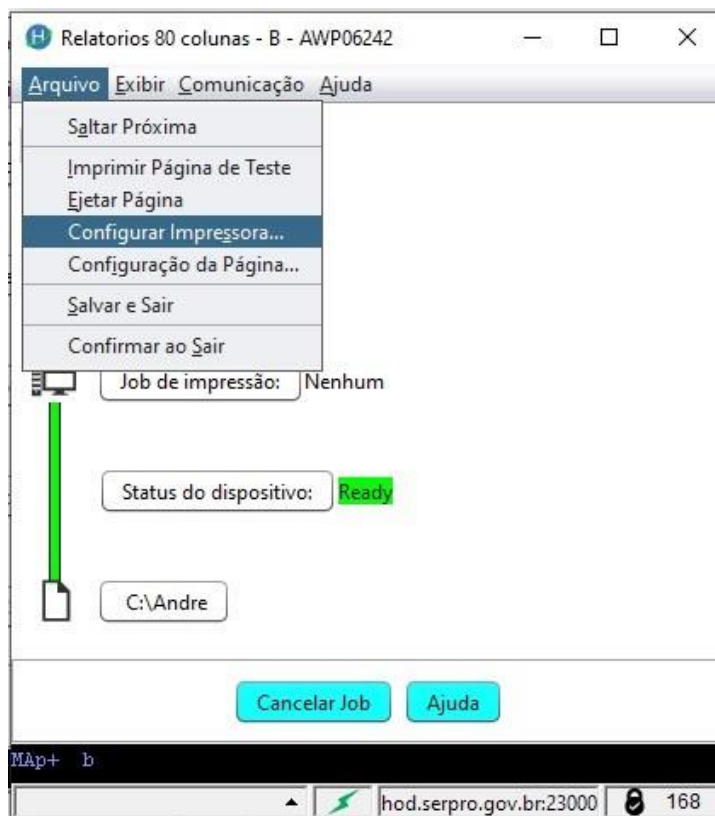 Relatorios 80 colunas - B - AWP06242
Arquivo Exibir Comunicação Ajuda
Saltar Próxima
Imprimir Página de Teste
Ejetar Página
Configurar Impressora...
Configuração da Página...
Salvar e Sair
Confirmar ao Sair
Job de impressão: Nenhum
Status do dispositivo: Ready
C:\Andre
Cancelar Job Ajuda
MAp+ b
hod.serpro.gov.br:23000 168